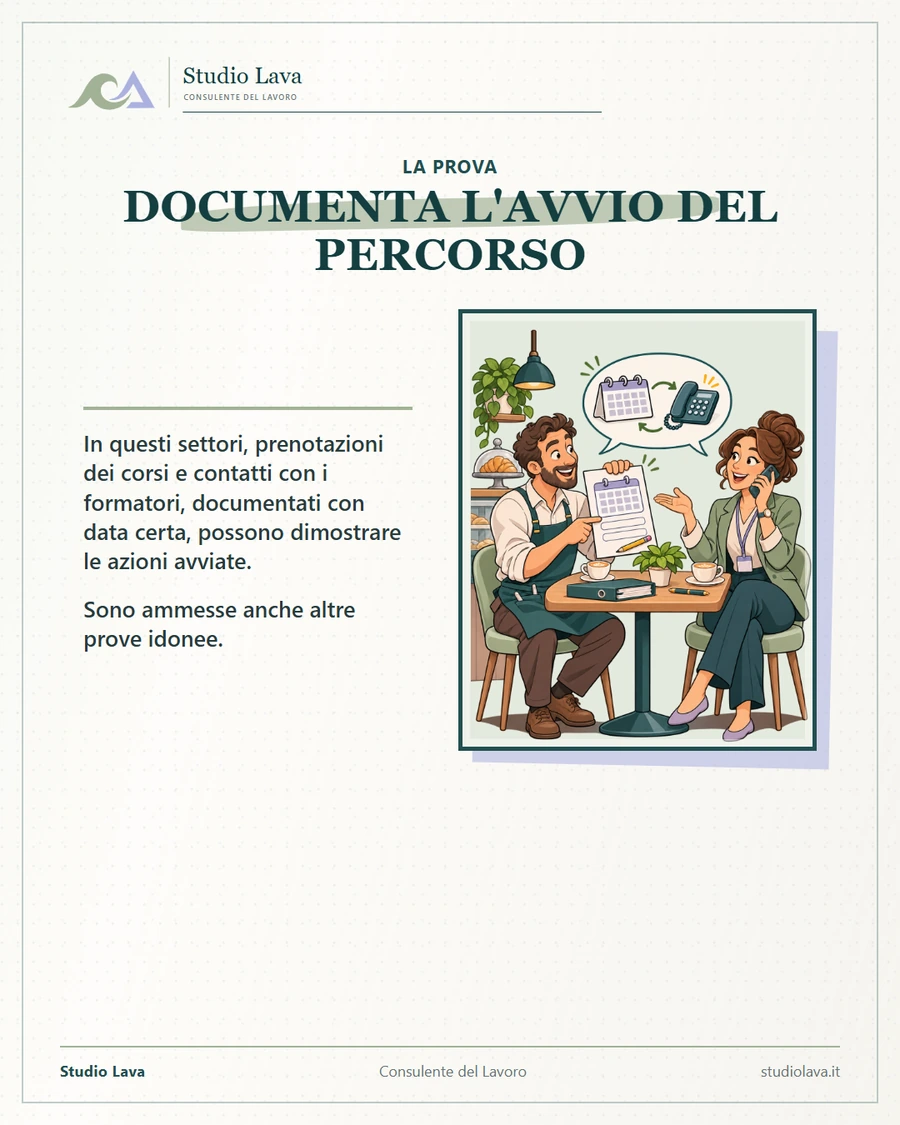 Studio Lava
CONSULENTE DEL LAVORO
LA PROVA
DOCUMENTA L'AVVIO DEL
PERCORSO
In questi settori, prenotazioni
dei corsi e contatti con i
formatori, documentati con
data certa, possono dimostrare
le azioni avviate.
Sono ammesse anche altre
prove idonee.
Studio Lava
Consulente del Lavoro
studiolava.it